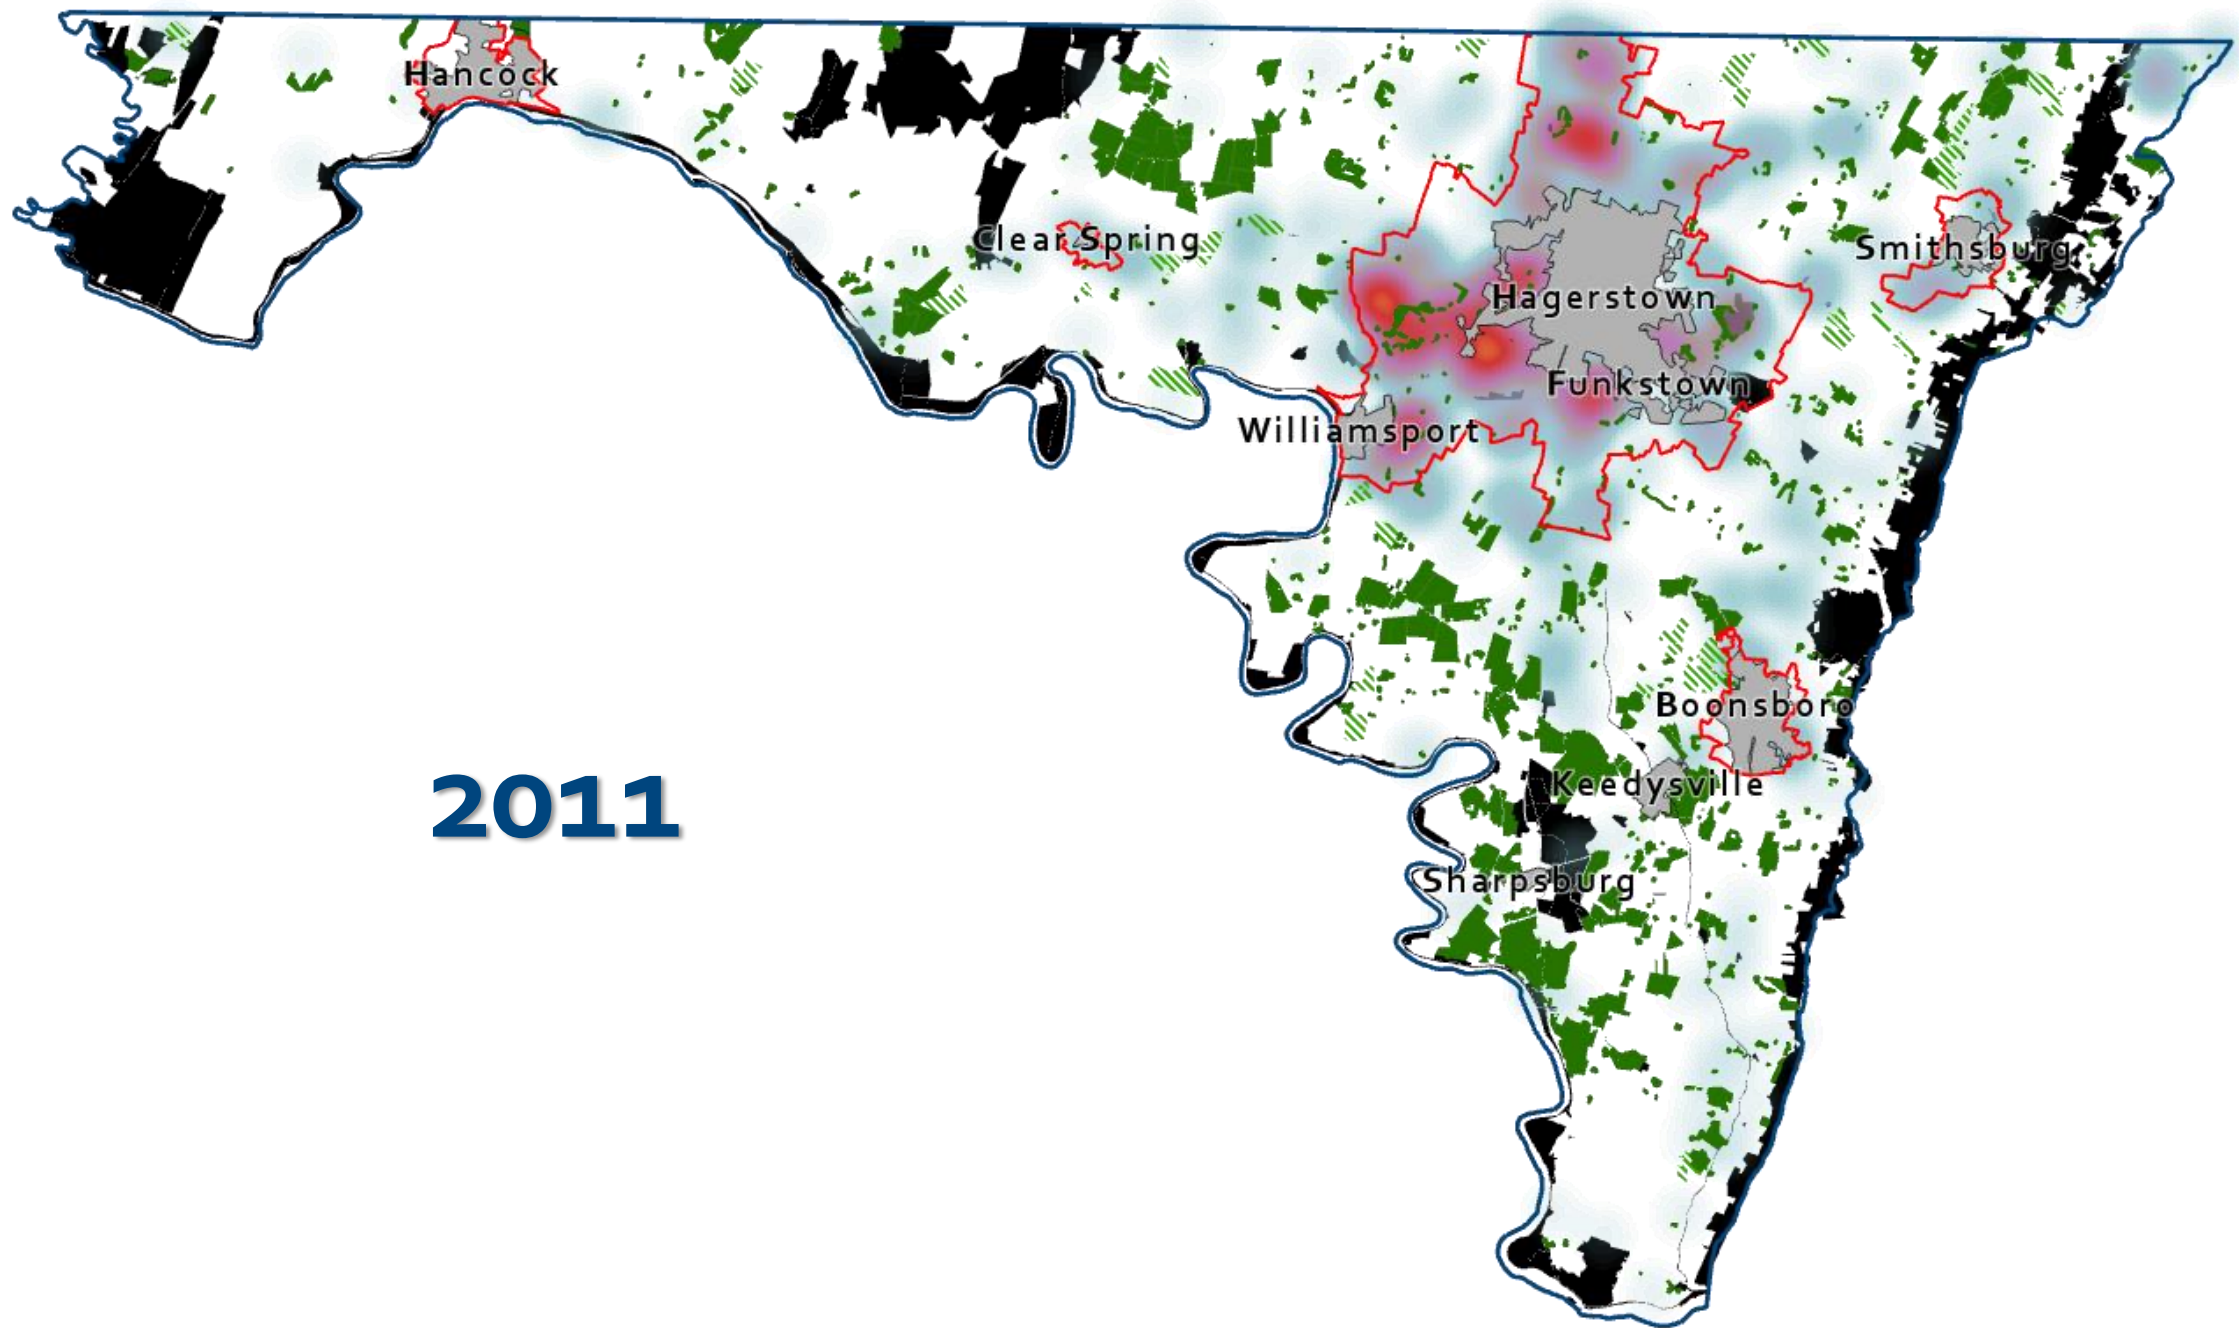 Hancock
Clear Spring
Smithsburg
Hagerstown
Funkstown
Williamsport
Boonsboro
Keedysville
2011
Sharpsburg